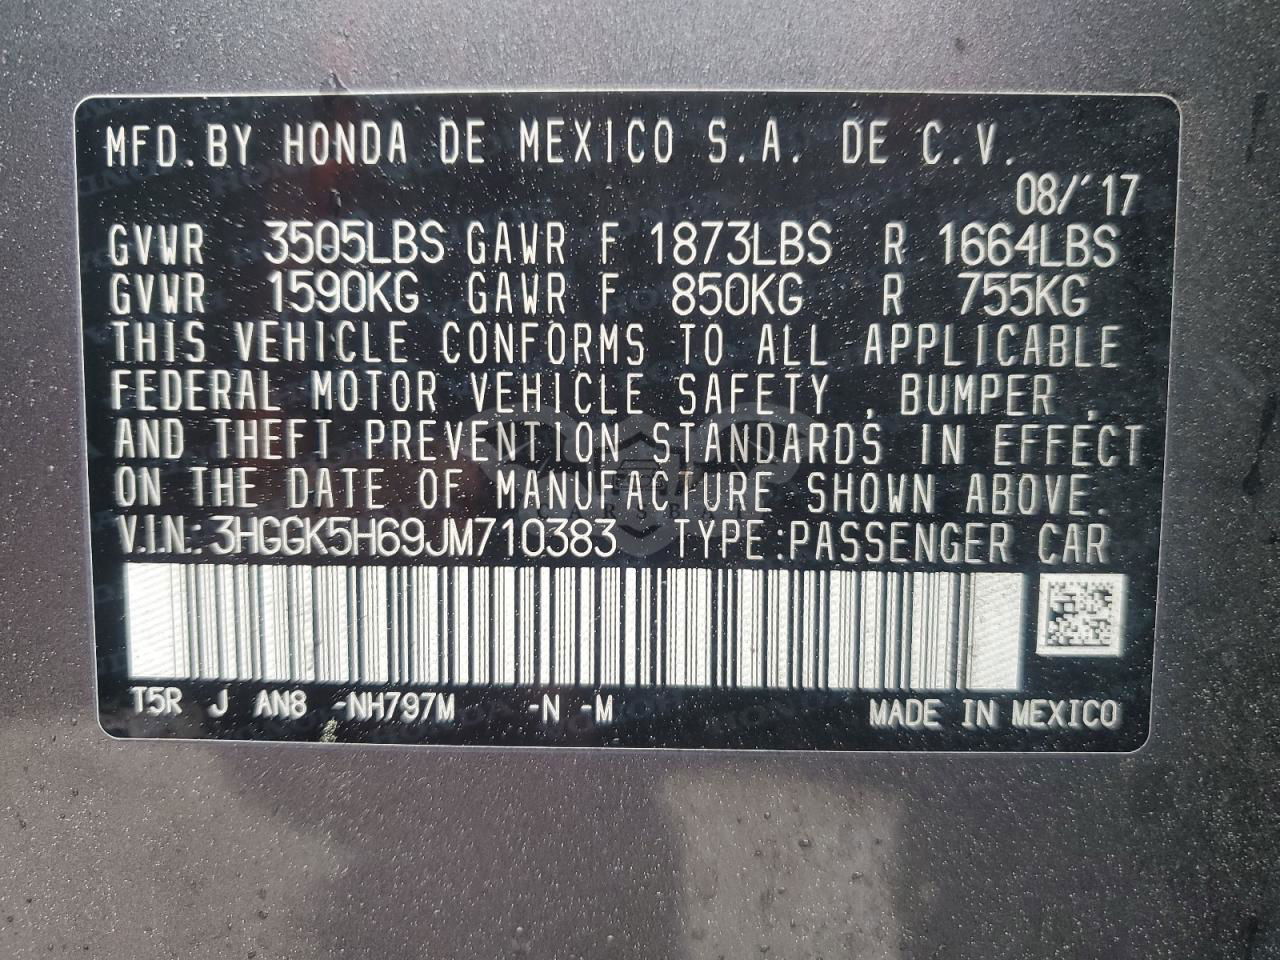 MFD. BY HONDA DE MEXICO S.A. DE C.V.
08/'17
GVWR 3505LBS GAWR F 1873LBS R 1664LBS
GVWR 1590KG GAWR F 850KG R 755KG
THIS VEHICLE CONFORMS TO ALL APPLICABLE
FEDERAL MOTOR VEHICLE SAFETY , BUMPER ,
AND THEFT PREVENTION STANDARDS IN EFFECT
ON THE DATE OF MANUFACTURE SHOWN ABOVE.
V.I.N.: 3HGGK5H69JM710383 TYPE:PASSENGER CAR
T5R J AN8 -NH797M -N -M MADE IN MEXICO